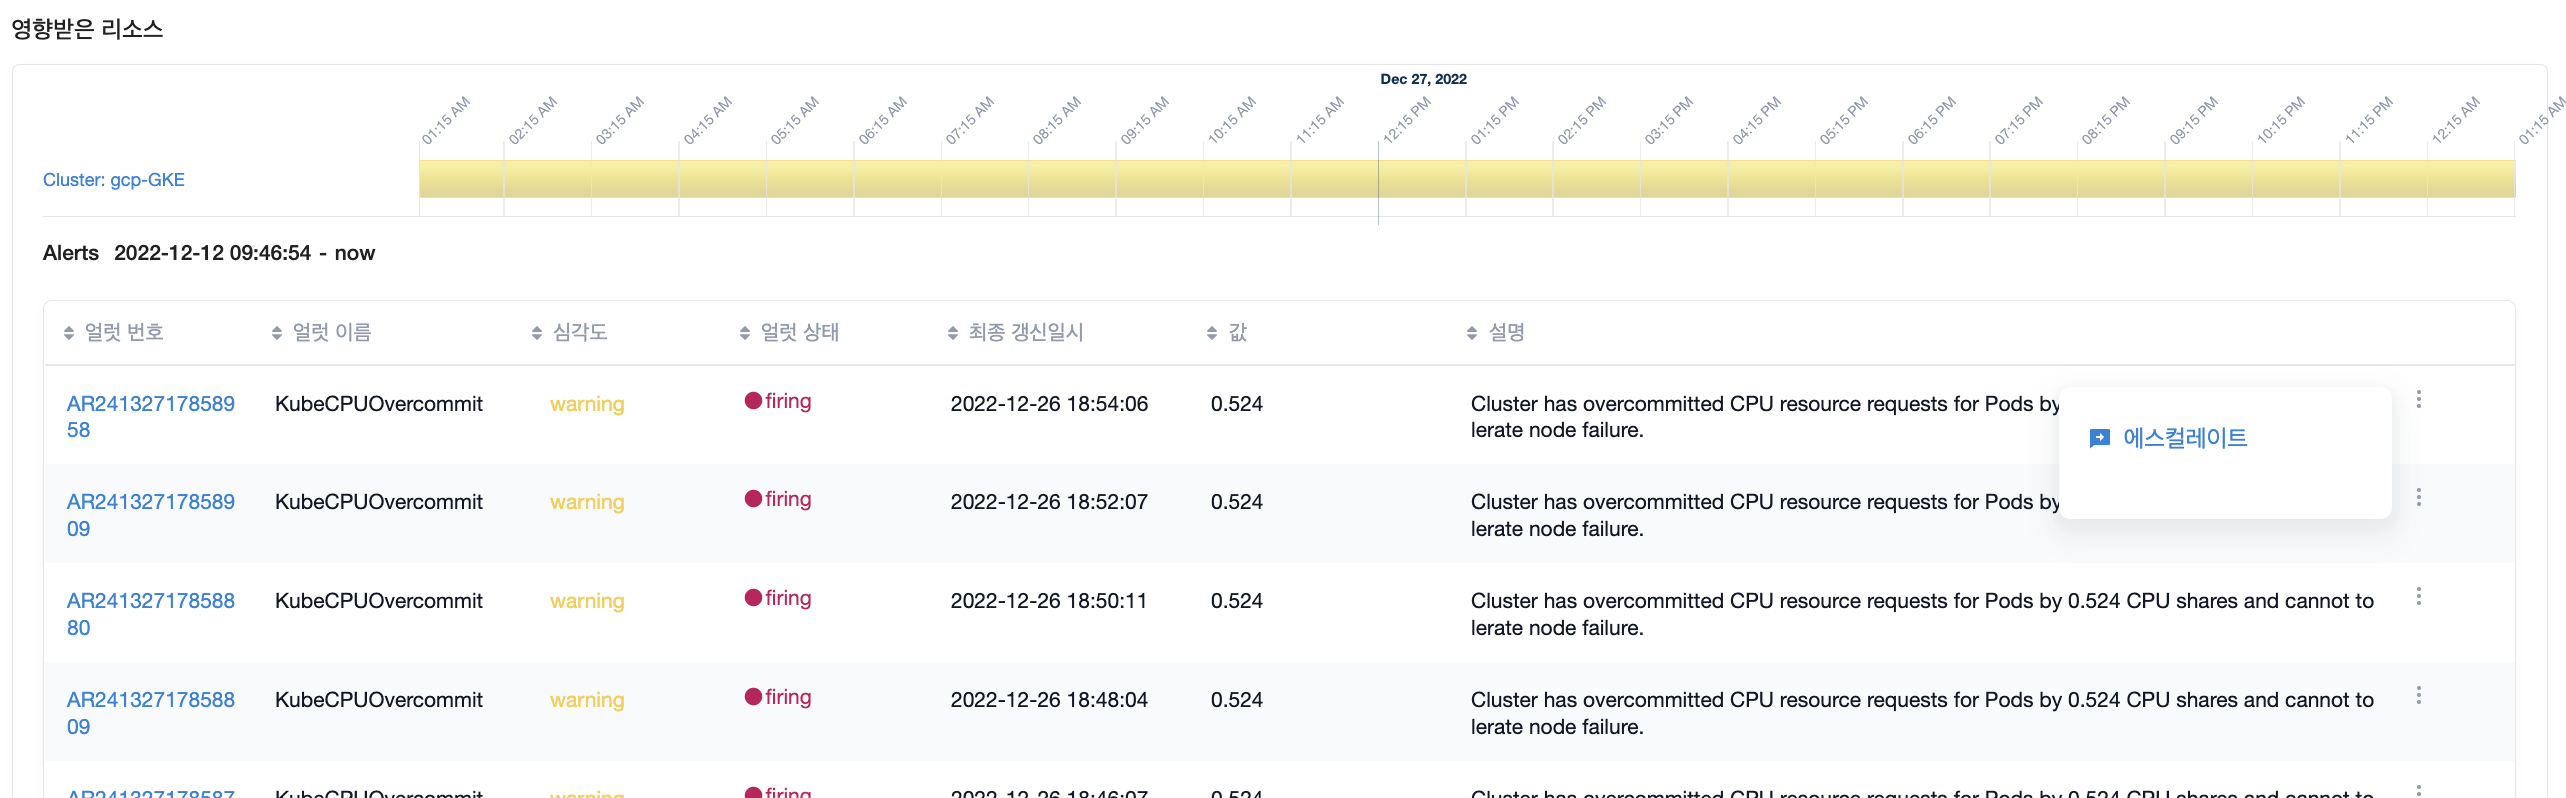 영향받은 리소스
Dec 27, 2022
01:15 AM 02:15 AM 03:15 AM 04:15 AM 05:15 AM 06:15 AM 07:15 AM 08:15 AM 09:15 AM 10:15 AM 11:15 AM 12:15 PM 01:15 PM 02:15 PM 03:15 PM 04:15 PM 05:15 PM 06:15 PM 07:15 PM 08:15 PM 09:15 PM 10:15 PM 11:15 PM 12:15 AM 01:15 AM
Cluster: gcp-GKE
Alerts 2022-12-12 09:46:54 - now
얼럿 번호 얼럿 이름 심각도 얼럿 상태 최종 갱신일시 값 설명
AR241327178589 KubeCPUOvercommit warning firing 2022-12-26 18:54:06 0.524 Cluster has overcommitted CPU resource requests for Pods by
58 lerate node failure.
에스컬레이트
AR241327178589 KubeCPUOvercommit warning firing 2022-12-26 18:52:07 0.524 Cluster has overcommitted CPU resource requests for Pods by
09 lerate node failure.
AR241327178588 KubeCPUOvercommit warning firing 2022-12-26 18:50:11 0.524 Cluster has overcommitted CPU resource requests for Pods by 0.524 CPU shares and cannot to
80 lerate node failure.
AR241327178588 KubeCPUOvercommit warning firing 2022-12-26 18:48:04 0.524 Cluster has overcommitted CPU resource requests for Pods by 0.524 CPU shares and cannot to
09 lerate node failure.
AR241327178587 KubeCPUOvercommit warning firing 2022-12-26 18:46:07 0.524 Cluster has overcommitted CPU resource requests for Pods by 0.524 CPU shares and cannot to